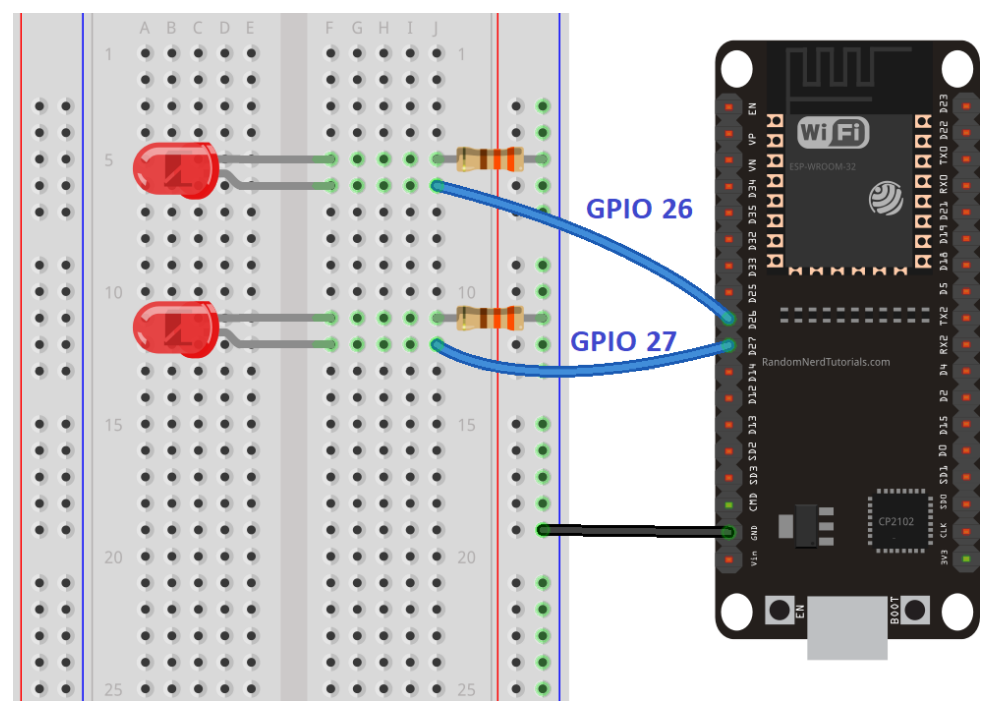 A B C D E F G H I J
1 1
5
10 10
15 15
20 20
25 25
GPIO 26
GPIO 27
WiFi
ESP-WROOM-32
RandomNerdTutorials.com
CP2102
EN
VP
VN
D34
D35
D32
D33
D25
D26
D27
D14
D12
D13
SD2
SD3
CMD
GND
Vin
D23
D22
TX0
RX0
D21
D19
D18
D5
TX2
RX2
D4
D2
D15
D0
SD1
SD0
CLK
3V3
EN
BOOT